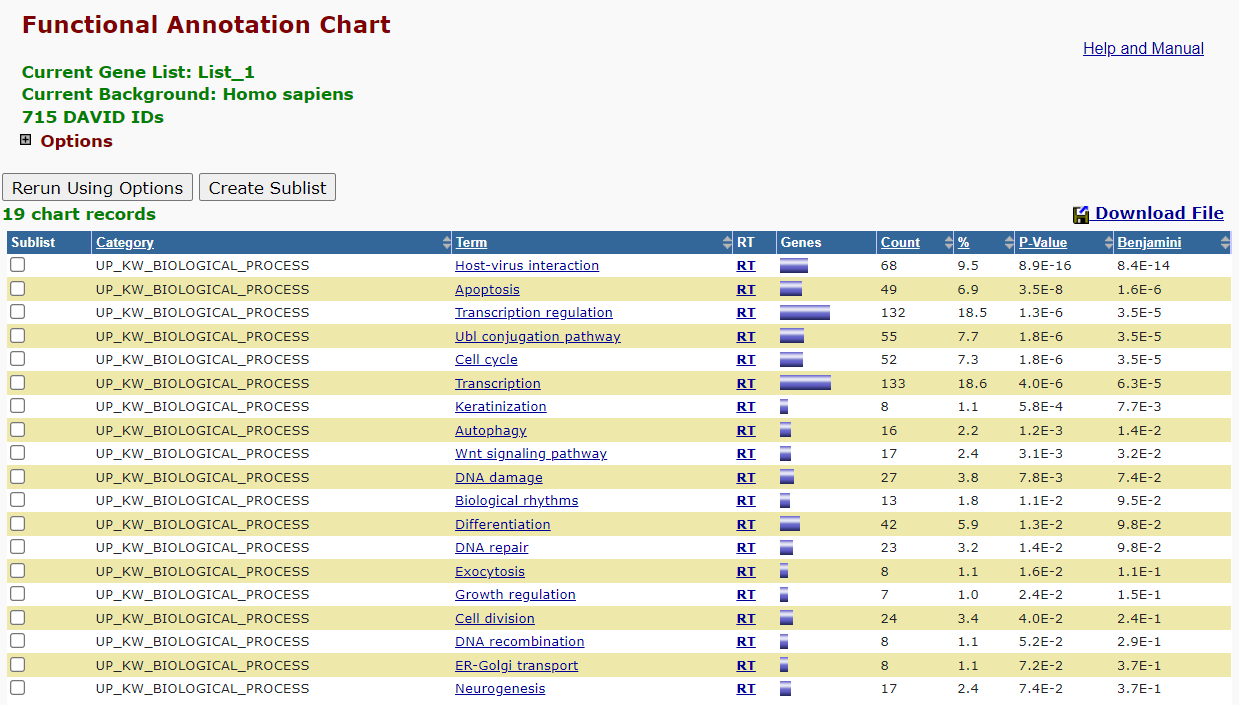 Functional Annotation Chart
Help and Manual
Current Gene List: List_1
Current Background: Homo sapiens
715 DAVID IDs
Options
Rerun Using Options Create Sublist
19 chart records Download File
Sublist Category Term RT Genes Count % P-Value Benjamini
UP_KW_BIOLOGICAL_PROCESS Host-virus interaction RT 68 9.5 8.9E-16 8.4E-14
UP_KW_BIOLOGICAL_PROCESS Apoptosis RT 49 6.9 3.5E-8 1.6E-6
UP_KW_BIOLOGICAL_PROCESS Transcription regulation RT 132 18.5 1.3E-6 3.5E-5
UP_KW_BIOLOGICAL_PROCESS Ubl conjugation pathway RT 55 7.7 1.8E-6 3.5E-5
UP_KW_BIOLOGICAL_PROCESS Cell cycle RT 52 7.3 1.8E-6 3.5E-5
UP_KW_BIOLOGICAL_PROCESS Transcription RT 133 18.6 4.0E-6 6.3E-5
UP_KW_BIOLOGICAL_PROCESS Keratinization RT 8 1.1 5.8E-4 7.7E-3
UP_KW_BIOLOGICAL_PROCESS Autophagy RT 16 2.2 1.2E-3 1.4E-2
UP_KW_BIOLOGICAL_PROCESS Wnt signaling pathway RT 17 2.4 3.1E-3 3.2E-2
UP_KW_BIOLOGICAL_PROCESS DNA damage RT 27 3.8 7.8E-3 7.4E-2
UP_KW_BIOLOGICAL_PROCESS Biological rhythms RT 13 1.8 1.1E-2 9.5E-2
UP_KW_BIOLOGICAL_PROCESS Differentiation RT 42 5.9 1.3E-2 9.8E-2
UP_KW_BIOLOGICAL_PROCESS DNA repair RT 23 3.2 1.4E-2 9.8E-2
UP_KW_BIOLOGICAL_PROCESS Exocytosis RT 8 1.1 1.6E-2 1.1E-1
UP_KW_BIOLOGICAL_PROCESS Growth regulation RT 7 1.0 2.4E-2 1.5E-1
UP_KW_BIOLOGICAL_PROCESS Cell division RT 24 3.4 4.0E-2 2.4E-1
UP_KW_BIOLOGICAL_PROCESS DNA recombination RT 8 1.1 5.2E-2 2.9E-1
UP_KW_BIOLOGICAL_PROCESS ER-Golgi transport RT 8 1.1 7.2E-2 3.7E-1
UP_KW_BIOLOGICAL_PROCESS Neurogenesis RT 17 2.4 7.4E-2 3.7E-1